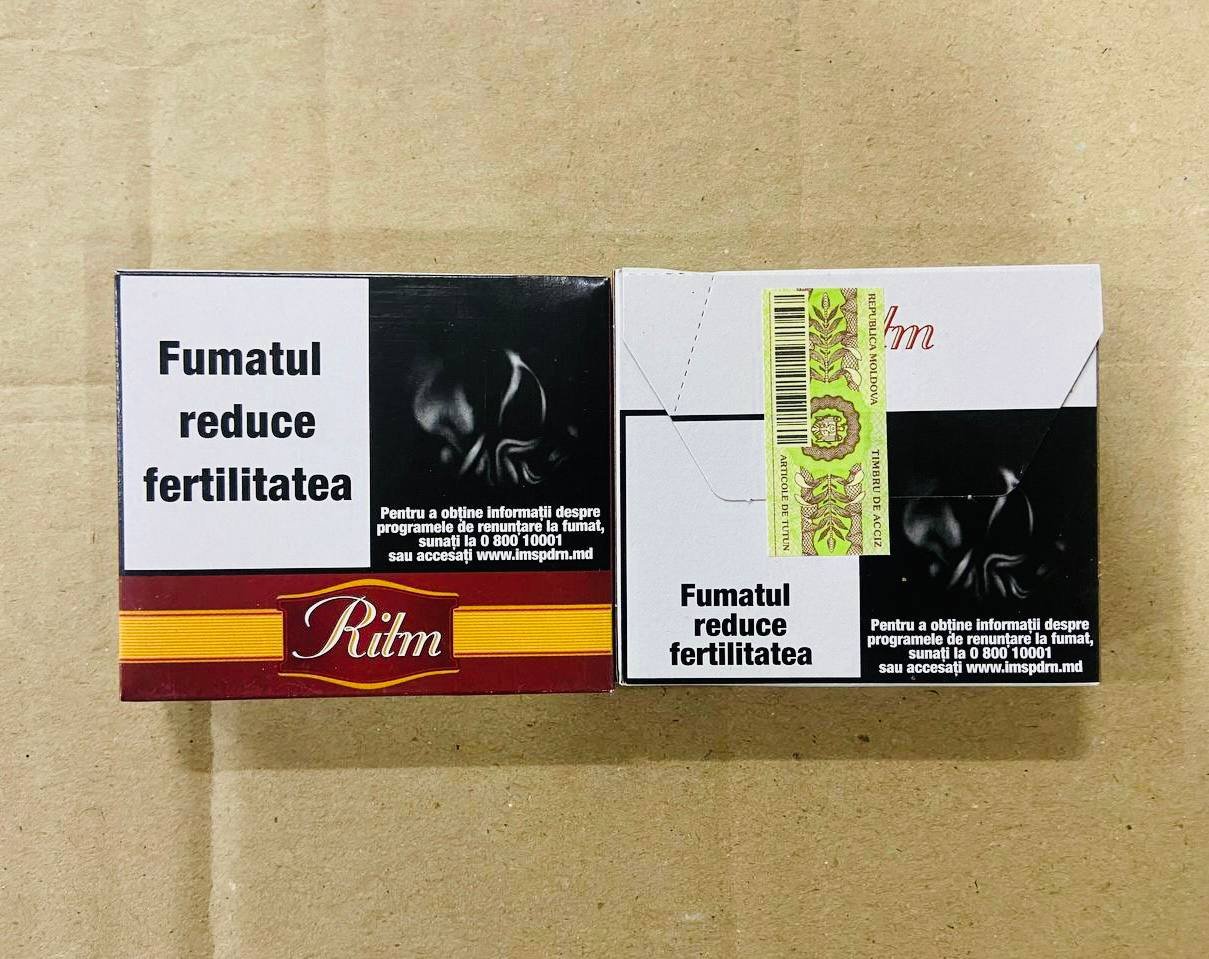 Fumatul
reduce
fertilitatea
Pentru a obține informații despre
programele de renunțare la fumat,
sunați la 0 800 10001
sau accesați www.imspdrn.md
Ritm
tm
REPUBLICA MOLDOVA
TIMBRU DE ACCIZ
ARTICOLE DE TUTUN
Fumatul
reduce
fertilitatea
Pentru a obține informații despre
programele de renunțare la fumat,
sunați la 0 800 10001
sau accesați www.imspdrn.md